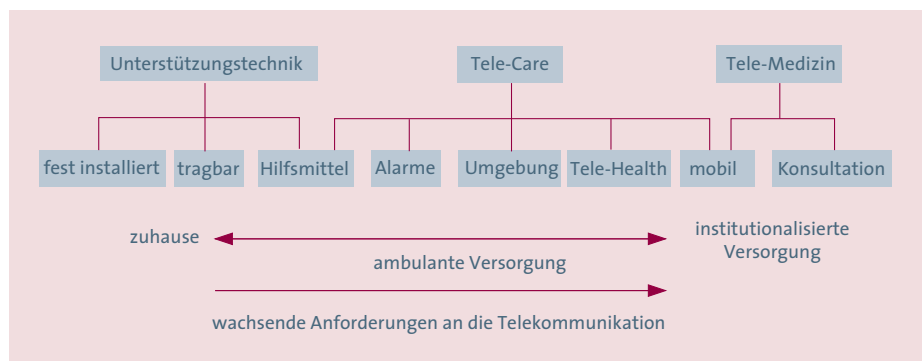 Unterstützungstechnik
Tele-Care
Tele-Medizin
fest installiert
tragbar
Hilfsmittel
Alarme
Umgebung
Tele-Health
mobil
Konsultation
zuhause
institutionalisierte
Versorgung
ambulante Versorgung
wachsende Anforderungen an die Telekommunikation